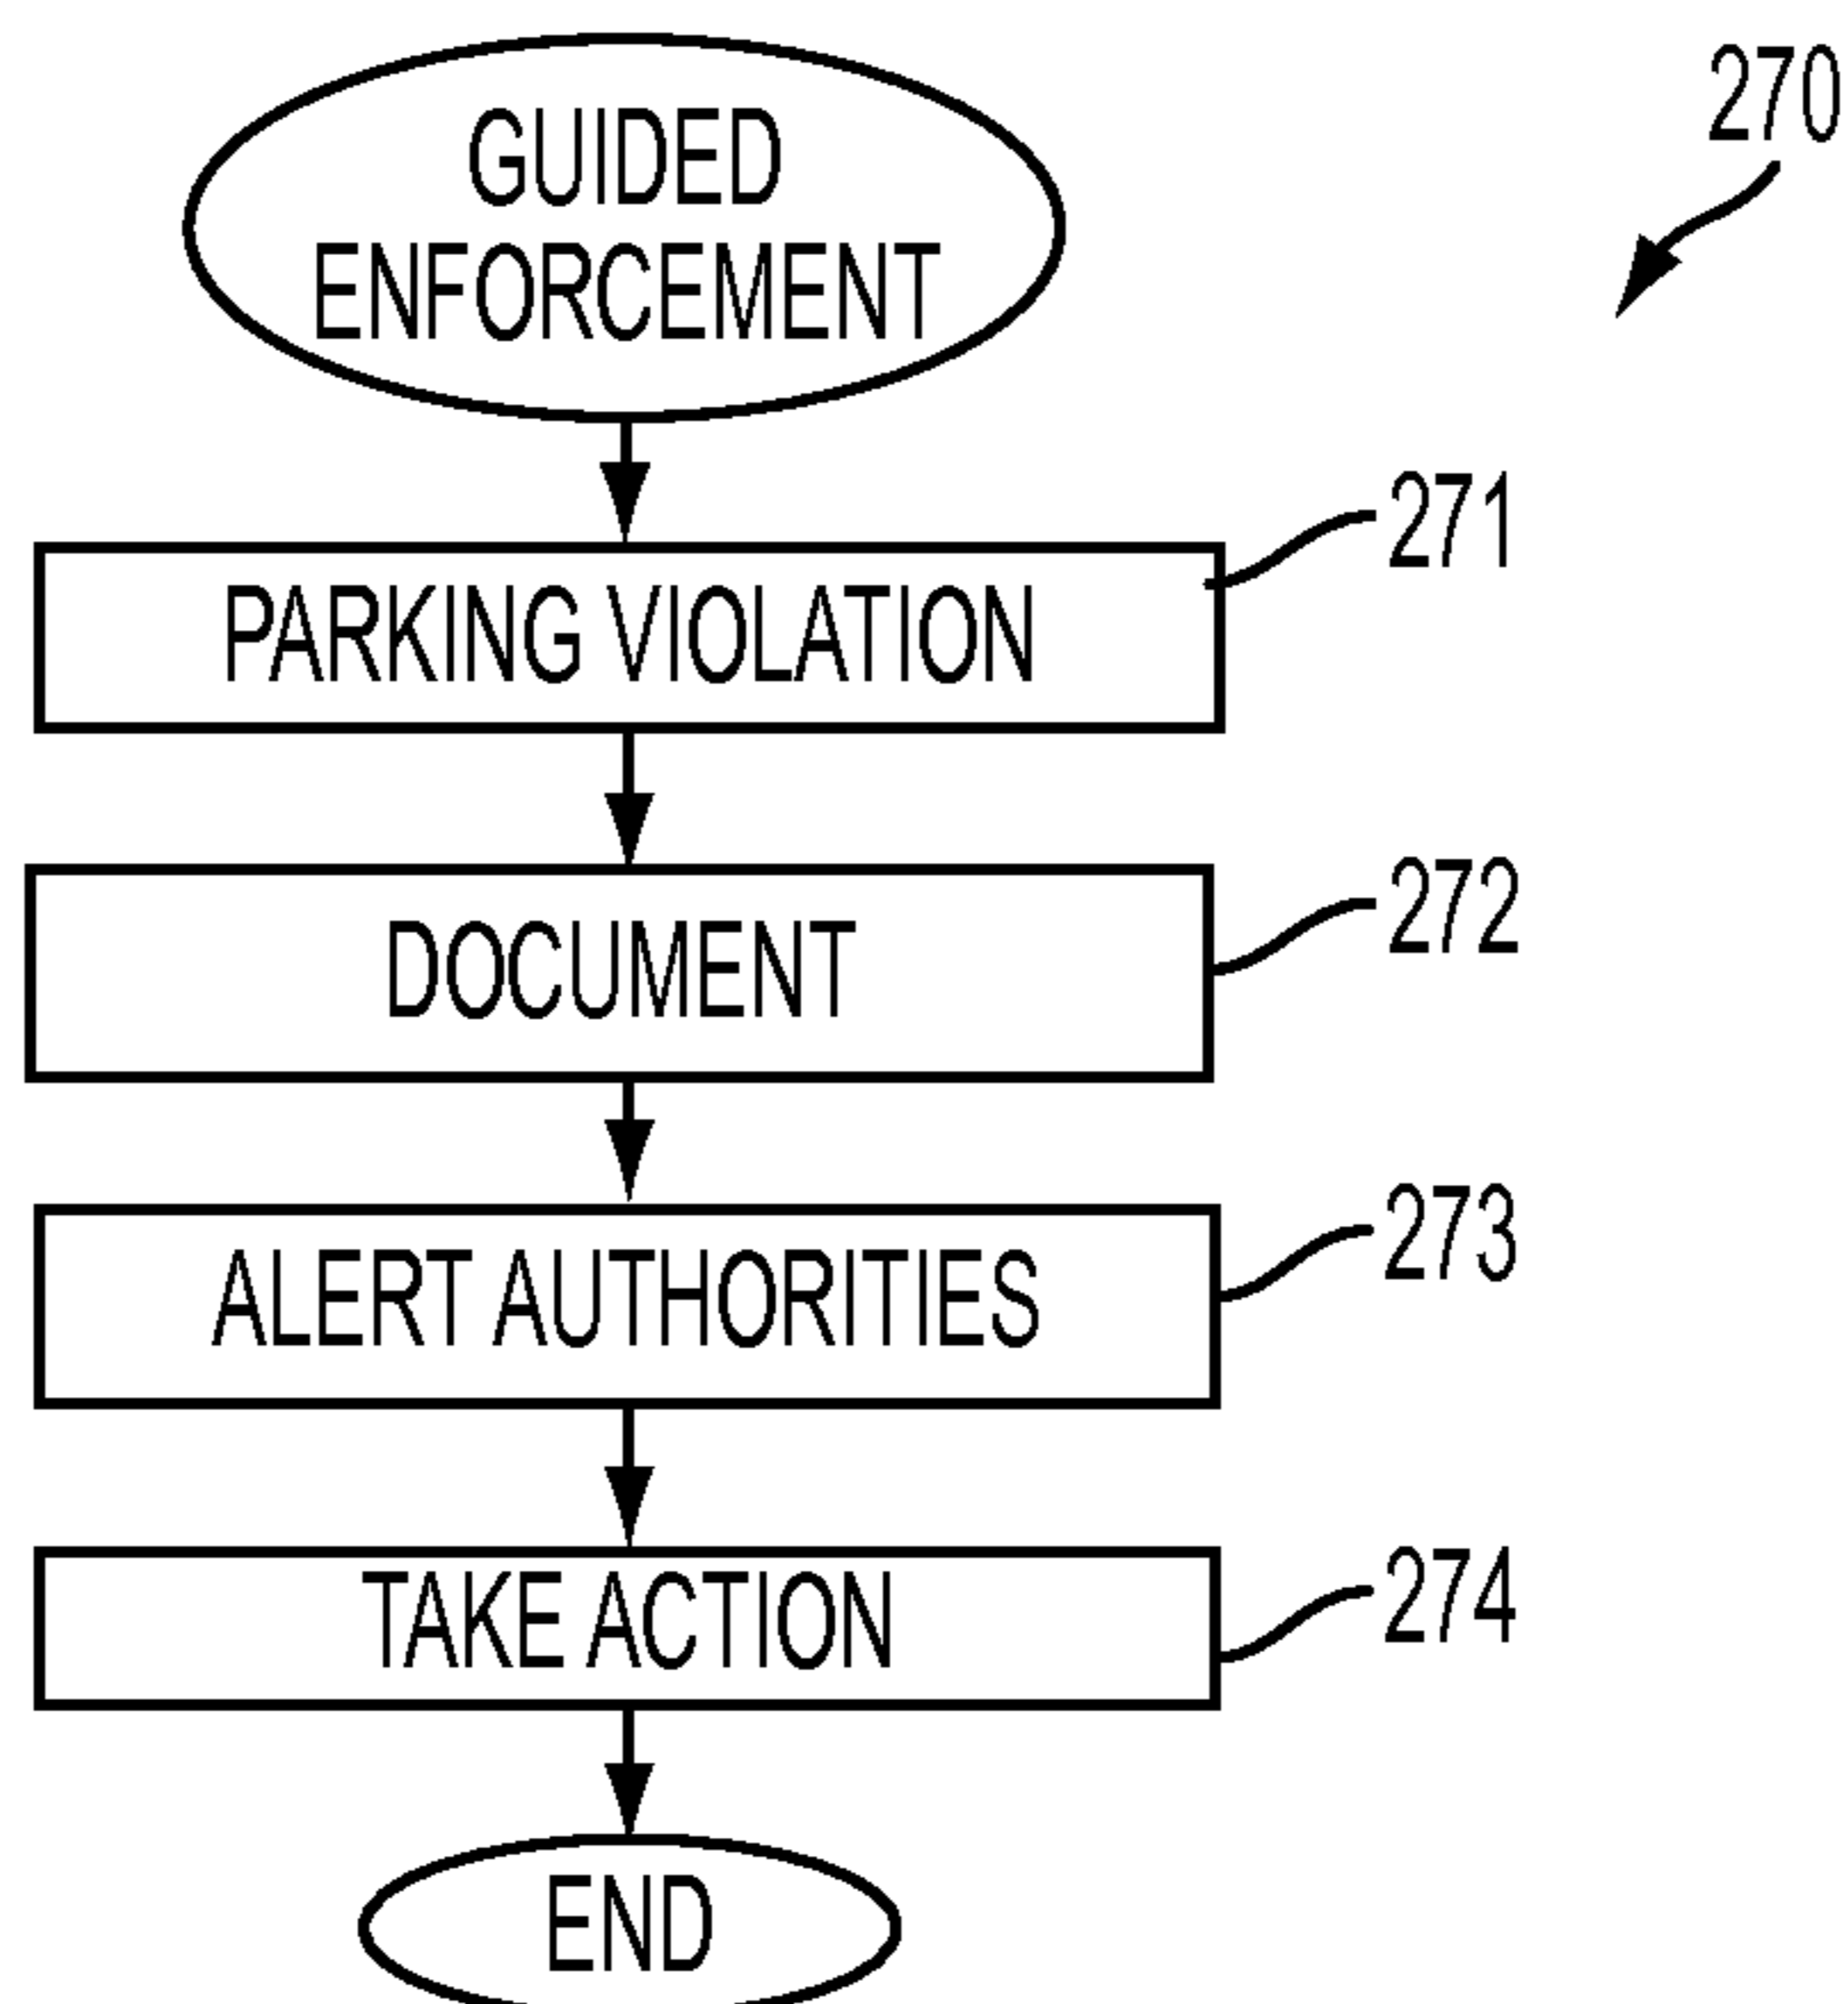 270
GUIDED
ENFORCEMENT
271
PARKING VIOLATION
272
DOCUMENT
273
ALERT AUTHORITIES
274
TAKE ACTION
END